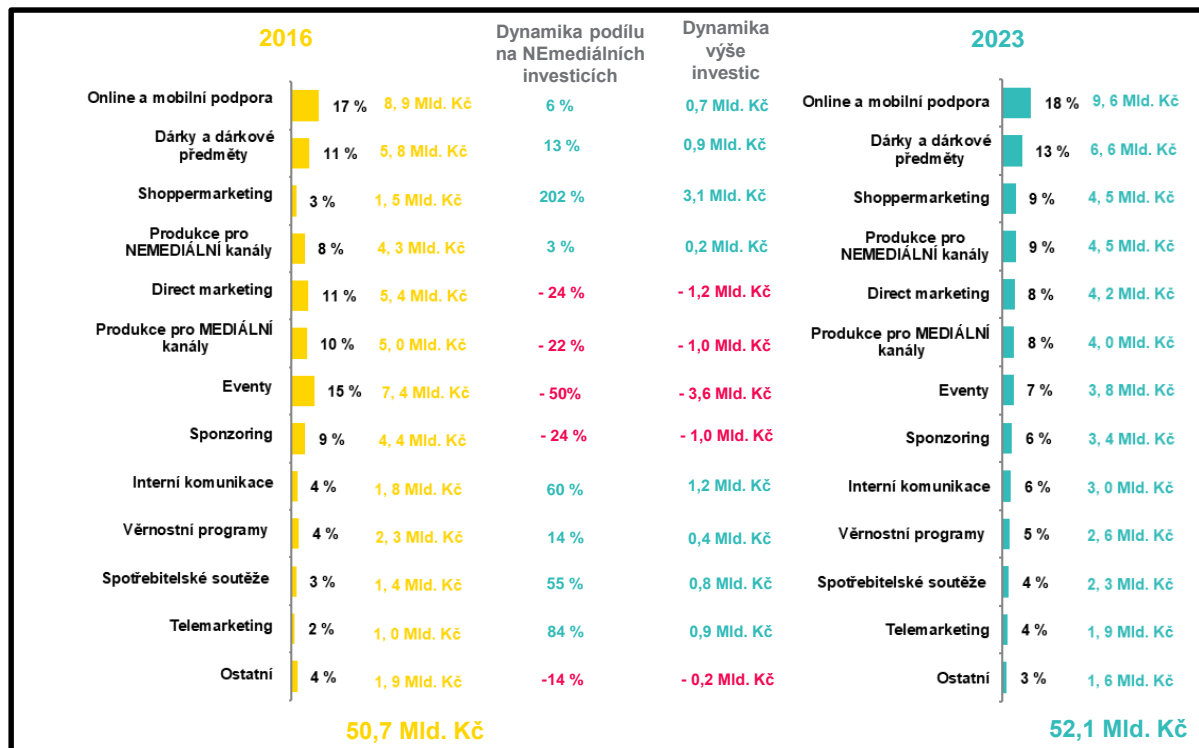 2016
Dynamika podílu
na NEmediálních
investicích
Dynamika
výše
investic
2023
Online a mobilní podpora 17 % 8, 9 Mld. Kč 6 % 0,7 Mld. Kč Online a mobilní podpora 18 % 9, 6 Mld. Kč
Dárky a dárkové
předměty 11 % 5, 8 Mld. Kč 13 % 0,9 Mld. Kč Dárky a dárkové
předměty 13 % 6, 6 Mld. Kč
Shoppermarketing 3 % 1, 5 Mld. Kč 202 % 3,1 Mld. Kč Shoppermarketing 9 % 4, 5 Mld. Kč
Produkce pro
NEMEDIÁLNÍ kanály 8 % 4, 3 Mld. Kč 3 % 0,2 Mld. Kč Produkce pro
NEMEDIÁLNÍ kanály 9 % 4, 5 Mld. Kč
Direct marketing 11 % 5, 4 Mld. Kč - 24 % - 1,2 Mld. Kč Direct marketing 8 % 4, 2 Mld. Kč
Produkce pro MEDIÁLNÍ
kanály 10 % 5, 0 Mld. Kč - 22 % - 1,0 Mld. Kč Produkce pro MEDIÁLNÍ
kanály 8 % 4, 0 Mld. Kč
Eventy 15 % 7, 4 Mld. Kč - 50% - 3,6 Mld. Kč Eventy 7 % 3, 8 Mld. Kč
Sponzoring 9 % 4, 4 Mld. Kč - 24 % - 1,0 Mld. Kč Sponzoring 6 % 3, 4 Mld. Kč
Interní komunikace 4 % 1, 8 Mld. Kč 60 % 1,2 Mld. Kč Interní komunikace 6 % 3, 0 Mld. Kč
Věrnostní programy 4 % 2, 3 Mld. Kč 14 % 0,4 Mld. Kč Věrnostní programy 5 % 2, 6 Mld. Kč
Spotřebitelské soutěže 3 % 1, 4 Mld. Kč 55 % 0,8 Mld. Kč Spotřebitelské soutěže 4 % 2, 3 Mld. Kč
Telemarketing 2 % 1, 0 Mld. Kč 84 % 0,9 Mld. Kč Telemarketing 4 % 1, 9 Mld. Kč
Ostatní 4 % 1, 9 Mld. Kč -14 % - 0,2 Mld. Kč Ostatní 3 % 1, 6 Mld. Kč
50,7 Mld. Kč 52,1 Mld. Kč